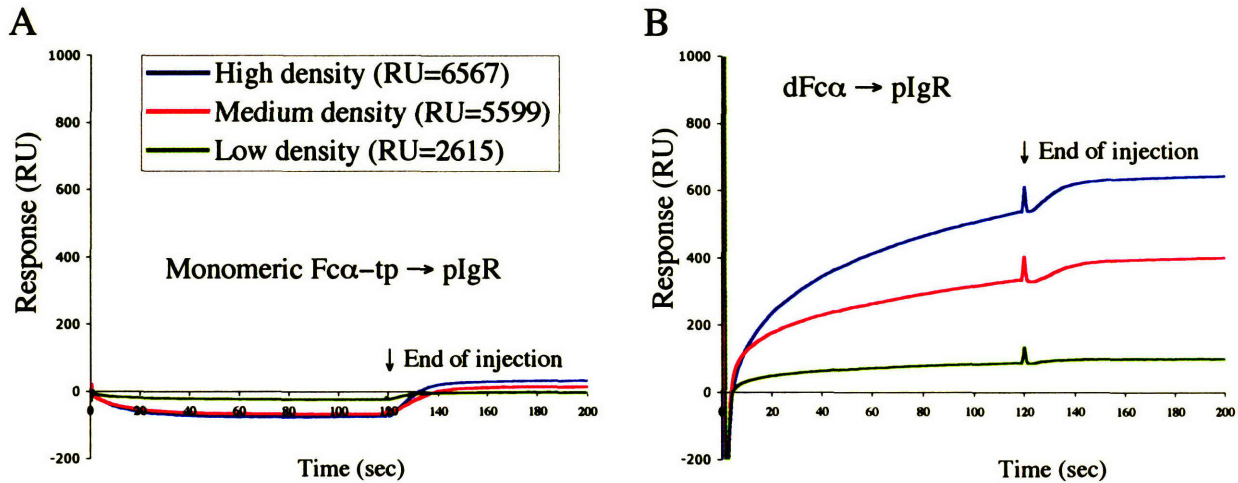 A
1000
800
600
400
200
0
-200
Response (RU)
High density (RU=6567)
Medium density (RU=5599)
Low density (RU=2615)
Monomeric Fcα-tp → pIgR
↓ End of injection
0 20 40 60 80 100 120 140 160 180 200
Time (sec)
B
1000
800
600
400
200
0
-200
Response (RU)
dFcα → pIgR
↓ End of injection
0 20 40 60 80 100 120 140 160 180 200
Time (sec)